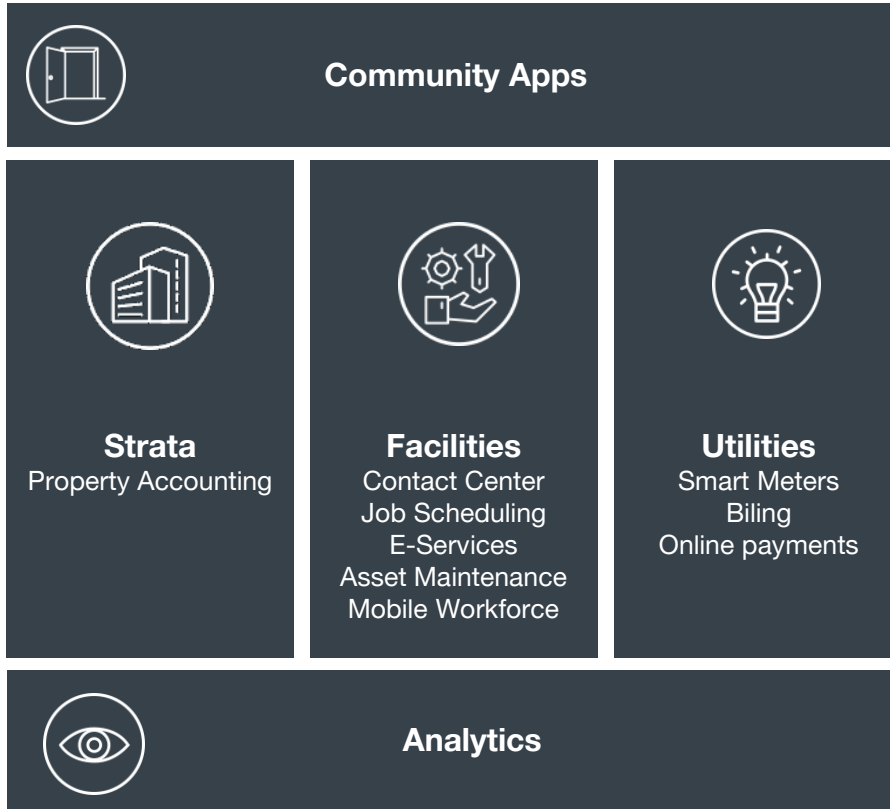 Community Apps
Strata
Property Accounting
Facilities
Contact Center
Job Scheduling
E-Services
Asset Maintenance
Mobile Workforce
Utilities
Smart Meters
Biling
Online payments
Analytics